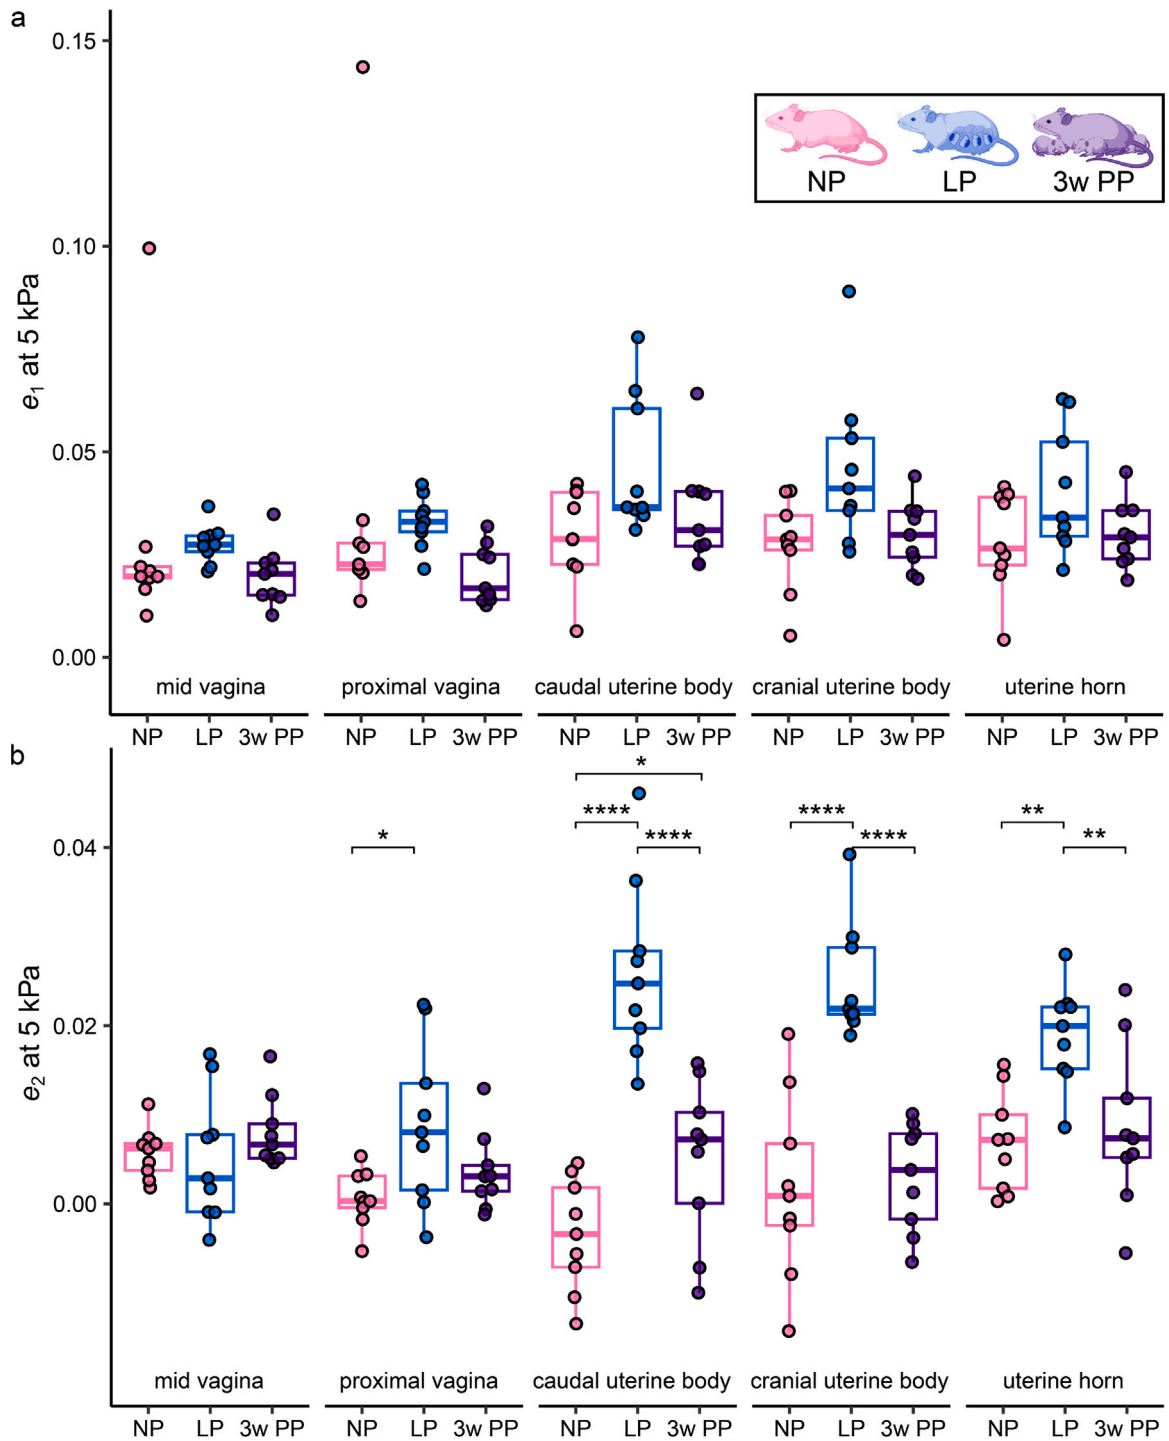 a
0.15
0.10
0.05
0.00
e1 at 5 kPa
NP LP 3w PP
mid vagina proximal vagina caudal uterine body cranial uterine body uterine horn
NP LP 3w PP NP LP 3w PP NP LP 3w PP NP LP 3w PP NP LP 3w PP
b
0.04
0.02
0.00
e2 at 5 kPa
*
**** **** **
* **** **** **
mid vagina proximal vagina caudal uterine body cranial uterine body uterine horn
NP LP 3w PP NP LP 3w PP NP LP 3w PP NP LP 3w PP NP LP 3w PP